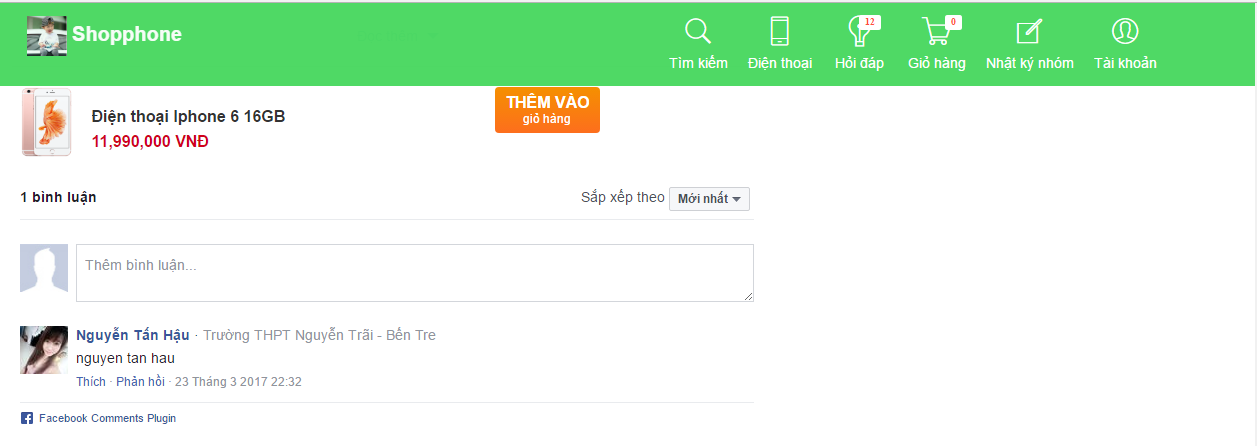 Shopphone
12
0
Tìm kiếm
Điện thoại
Hỏi đáp
Giỏ hàng
Nhật ký nhóm
Tài khoản
Điện thoại Iphone 6 16GB
11,990,000 VNĐ
THÊM VÀO
giỏ hàng
1 bình luận
Sắp xếp theo Mới nhất
Thêm bình luận...
Nguyễn Tấn Hậu · Trường THPT Nguyễn Trãi - Bến Tre
nguyen tan hau
Thích · Phản hồi · 23 Tháng 3 2017 22:32
Facebook Comments Plugin